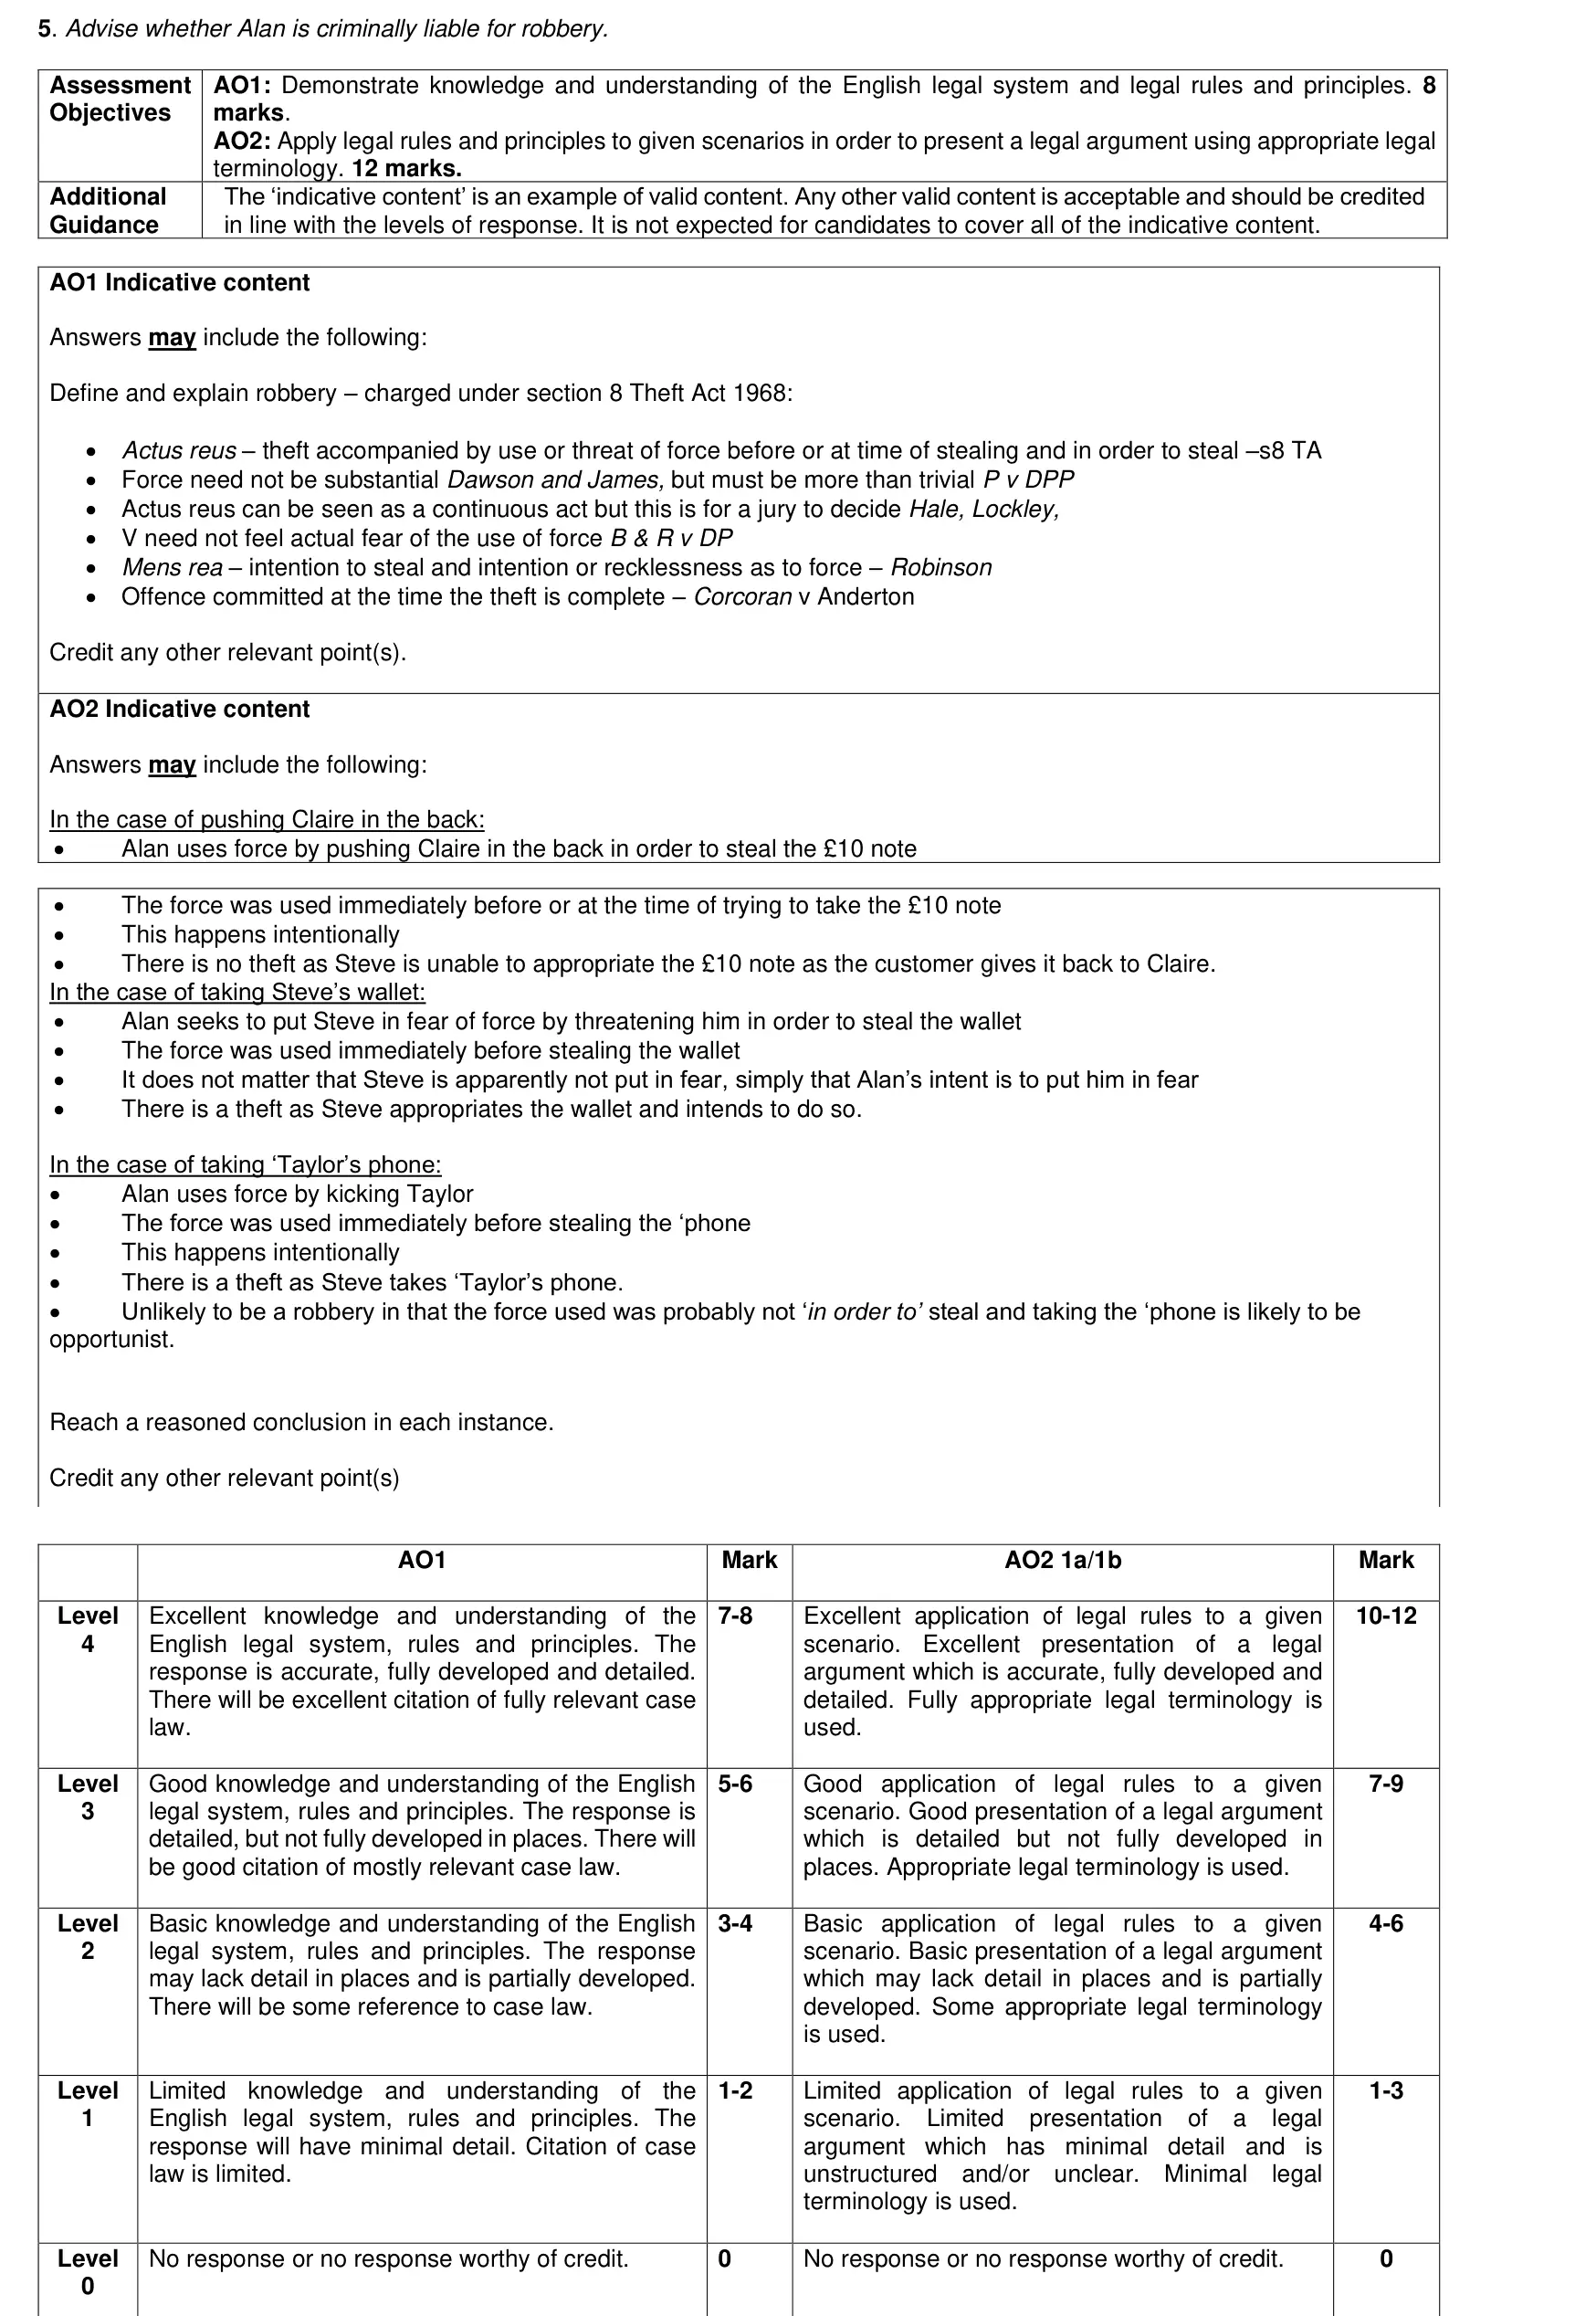 5. Advise whether Alan is criminally liable for robbery.
Assessment Objectives
AO1: Demonstrate knowledge and understanding of the English legal system and legal rules and principles. 8
marks.
AO2: Apply legal rules and principles to given scenarios in order to present a legal argument using appropriate legal
terminology. 12 marks.
Additional Guidance
The ‘indicative content’ is an example of valid content. Any other valid content is acceptable and should be credited
in line with the levels of response. It is not expected for candidates to cover all of the indicative content.
AO1 Indicative content
Answers may include the following:
Define and explain robbery – charged under section 8 Theft Act 1968:
• Actus reus – theft accompanied by use or threat of force before or at time of stealing and in order to steal –s8 TA
• Force need not be substantial Dawson and James, but must be more than trivial P v DPP
• Actus reus can be seen as a continuous act but this is for a jury to decide Hale, Lockley,
• V need not feel actual fear of the use of force B & R v DP
• Mens rea – intention to steal and intention or recklessness as to force – Robinson
• Offence committed at the time the theft is complete – Corcoran v Anderton
Credit any other relevant point(s).
AO2 Indicative content
Answers may include the following:
In the case of pushing Claire in the back:
• Alan uses force by pushing Claire in the back in order to steal the £10 note
• The force was used immediately before or at the time of trying to take the £10 note
• This happens intentionally
• There is no theft as Steve is unable to appropriate the £10 note as the customer gives it back to Claire.
In the case of taking Steve’s wallet:
• Alan seeks to put Steve in fear of force by threatening him in order to steal the wallet
• The force was used immediately before stealing the wallet
• It does not matter that Steve is apparently not put in fear, simply that Alan’s intent is to put him in fear
• There is a theft as Steve appropriates the wallet and intends to do so.
In the case of taking ‘Taylor’s phone:
• Alan uses force by kicking Taylor
• The force was used immediately before stealing the ‘phone
• This happens intentionally
• There is a theft as Steve takes ‘Taylor’s phone.
• Unlikely to be a robbery in that the force used was probably not ‘in order to’ steal and taking the ‘phone is likely to be
opportunist.
Reach a reasoned conclusion in each instance.
Credit any other relevant point(s)
AO1 Mark AO2 1a/1b Mark
Level
4
Excellent knowledge and understanding of the
English legal system, rules and principles. The
response is accurate, fully developed and detailed.
There will be excellent citation of fully relevant case
law.
7-8
Excellent application of legal rules to a given
scenario. Excellent presentation of a legal
argument which is accurate, fully developed and
detailed. Fully appropriate legal terminology is
used.
10-12
Level
3
Good knowledge and understanding of the English
legal system, rules and principles. The response is
detailed, but not fully developed in places. There will
be good citation of mostly relevant case law.
5-6
Good application of legal rules to a given
scenario. Good presentation of a legal argument
which is detailed but not fully developed in
places. Appropriate legal terminology is used.
7-9
Level
2
Basic knowledge and understanding of the English
legal system, rules and principles. The response
may lack detail in places and is partially developed.
There will be some reference to case law.
3-4
Basic application of legal rules to a given
scenario. Basic presentation of a legal argument
which may lack detail in places and is partially
developed. Some appropriate legal terminology
is used.
4-6
Level
1
Limited knowledge and understanding of the
English legal system, rules and principles. The
response will have minimal detail. Citation of case
law is limited.
1-2
Limited application of legal rules to a given
scenario. Limited presentation of a legal
argument which has minimal detail and is
unstructured and/or unclear. Minimal legal
terminology is used.
1-3
Level
0
No response or no response worthy of credit.
0
No response or no response worthy of credit.
0